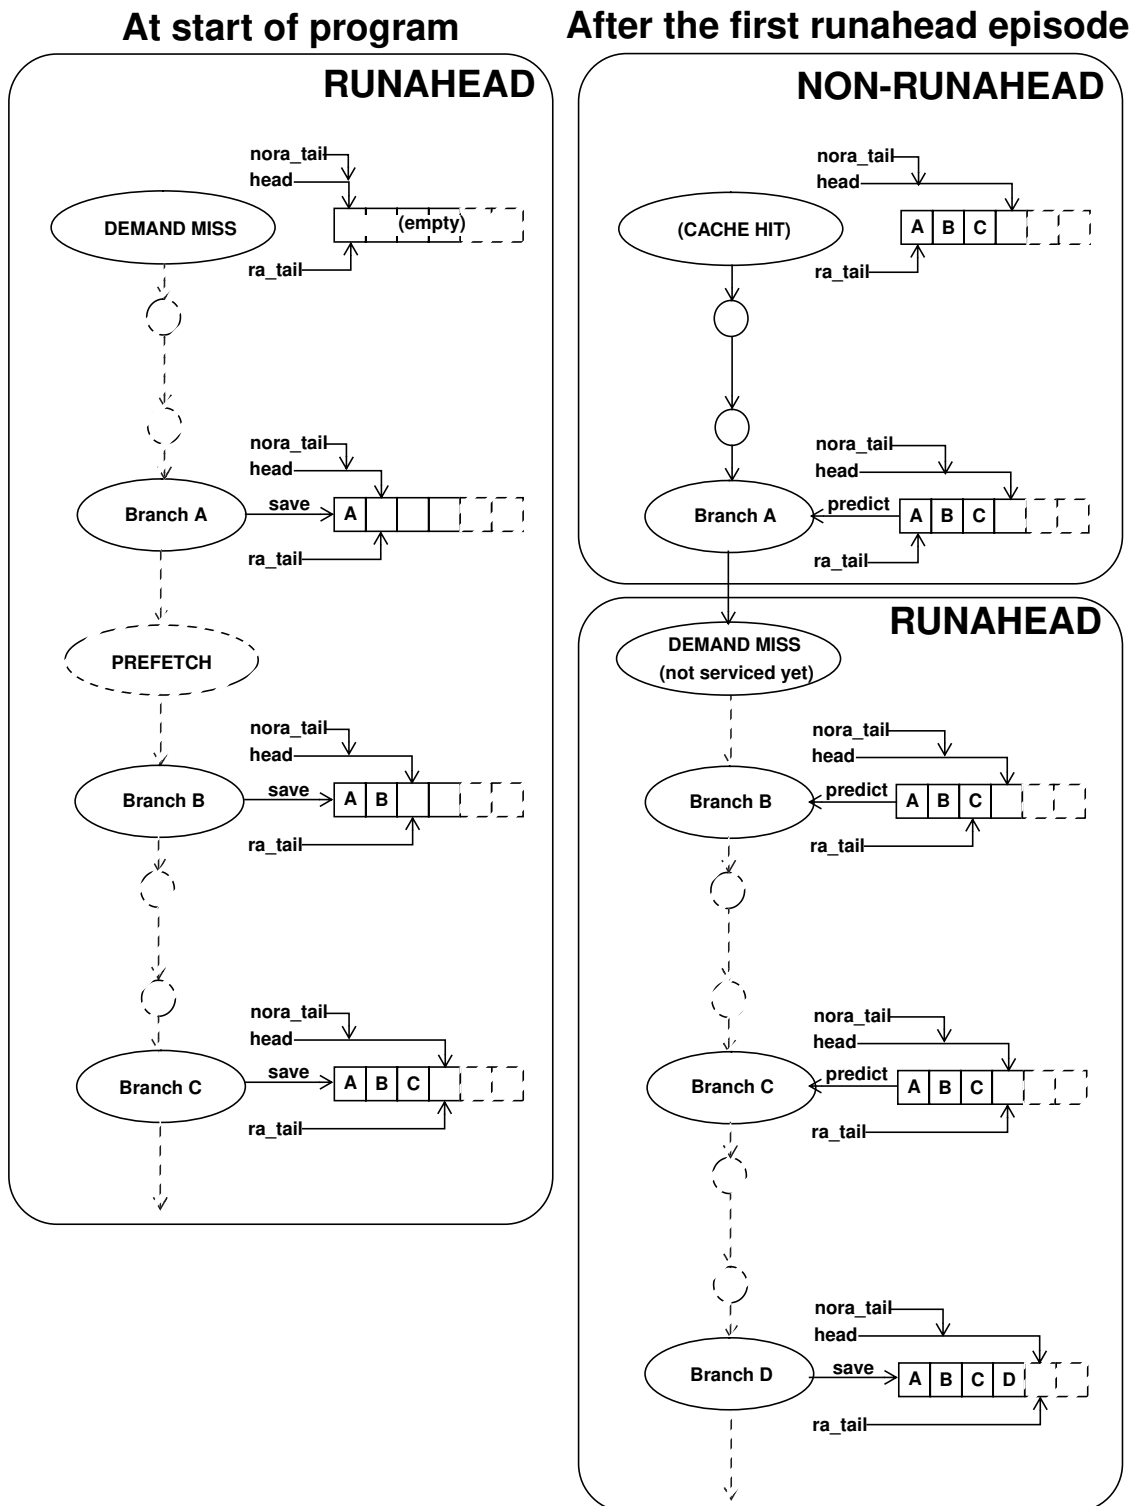 At start of program
RUNAHEAD
nora_tail
head
DEMAND MISS
(empty)
ra_tail
nora_tail
head
Branch A
save
A
ra_tail
PREFETCH
nora_tail
head
Branch B
save
A B
ra_tail
nora_tail
head
Branch C
save
A B C
ra_tail
After the first runahead episode
NON-RUNAHEAD
nora_tail
head
(CACHE HIT)
A B C
ra_tail
nora_tail
head
Branch A
predict
A B C
ra_tail
RUNAHEAD
DEMAND MISS
(not serviced yet)
nora_tail
head
Branch B
predict
A B C
ra_tail
nora_tail
head
Branch C
predict
A B C
ra_tail
nora_tail
head
Branch D
save
A B C D
ra_tail